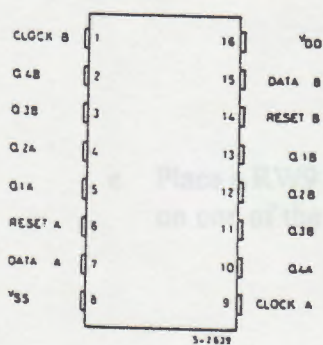 CLOCK B 1 16 VDD
Q4B 2 15 DATA B
Q3B 3 14 RESET B
Q2A 4 13 Q1B
Q1A 5 12 Q2B
RESET A 6 11 Q3B
DATA A 7 10 Q4A
VSS 8 9 CLOCK A
S-2639
e Place RW9
on one of the